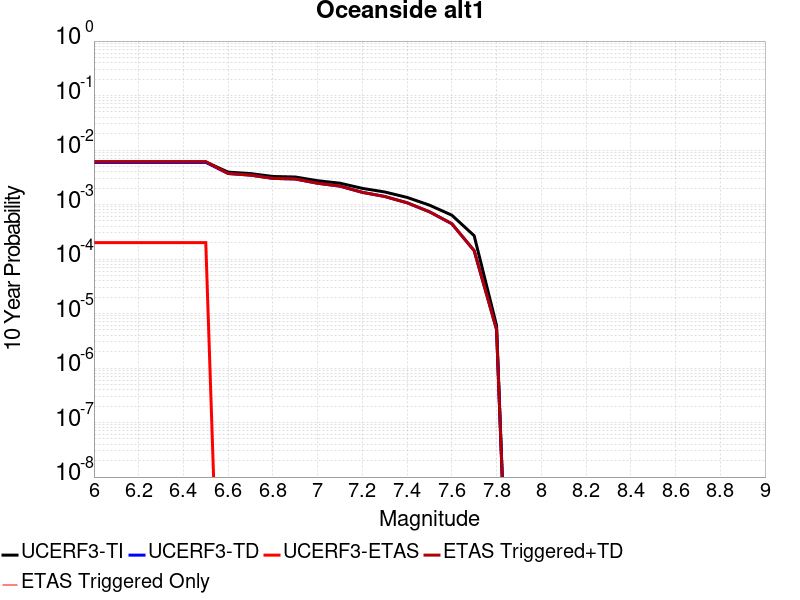 Oceanside alt1
10^0
10^-1
10^-2
10^-3
10^-4
10^-5
10^-6
10^-7
10^-8
10 Year Probability
6 6.2 6.4 6.6 6.8 7 7.2 7.4 7.6 7.8 8 8.2 8.4 8.6 8.8 9
Magnitude
UCERF3-TI UCERF3-TD UCERF3-ETAS ETAS Triggered+TD
ETAS Triggered Only